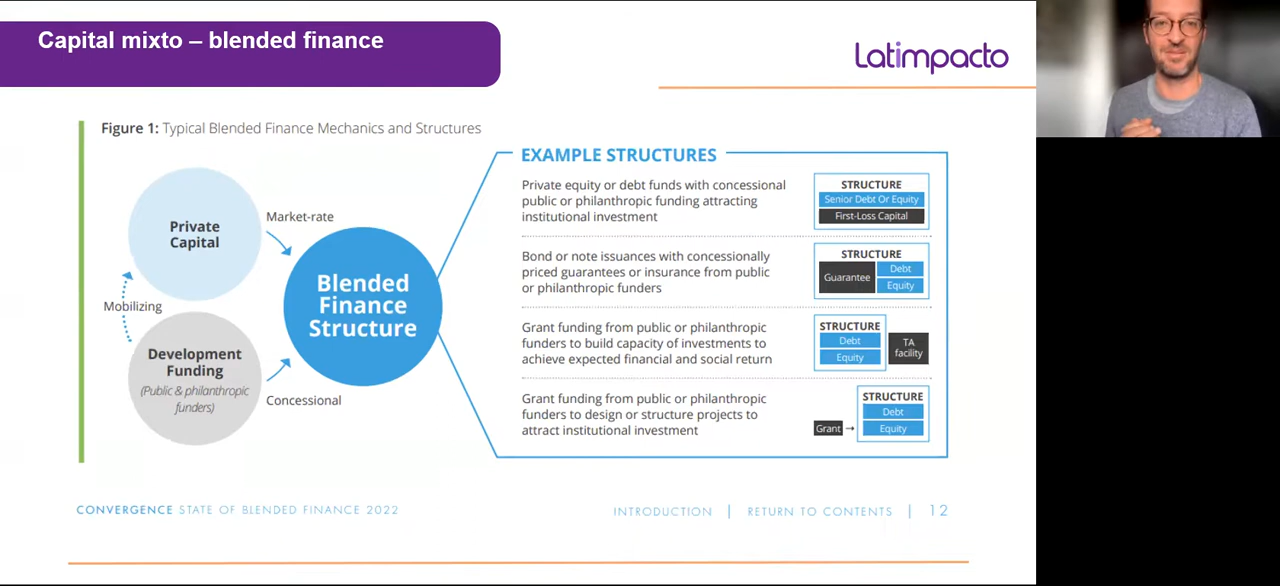 Capital mixto – blended finance
Latimpacto
Figure 1: Typical Blended Finance Mechanics and Structures
Private
Capital
Market-rate
Mobilizing
Blended
Finance
Structure
Development
Funding
(Public & philanthropic
funders)
Concessional
EXAMPLE STRUCTURES
Private equity or debt funds with concessional
public or philanthropic funding attracting
institutional investment
STRUCTURE
Senior Debt Or Equity
First-Loss Capital
Bond or note issuances with concessionally
priced guarantees or insurance from public
or philanthropic funders
STRUCTURE
Guarantee
Debt
Equity
Grant funding from public or philanthropic
funders to build capacity of investments to
achieve expected financial and social return
STRUCTURE
Debt
Equity
TA
facility
Grant funding from public or philanthropic
funders to design or structure projects to
attract institutional investment
STRUCTURE
Debt
Grant
Equity
CONVERGENCE STATE OF BLENDED FINANCE 2022
INTRODUCTION | RETURN TO CONTENTS | 12